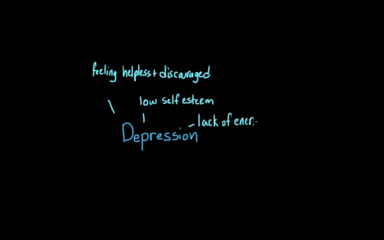 feeling helpless + discouraged
low self esteem
lack of ener
Depression